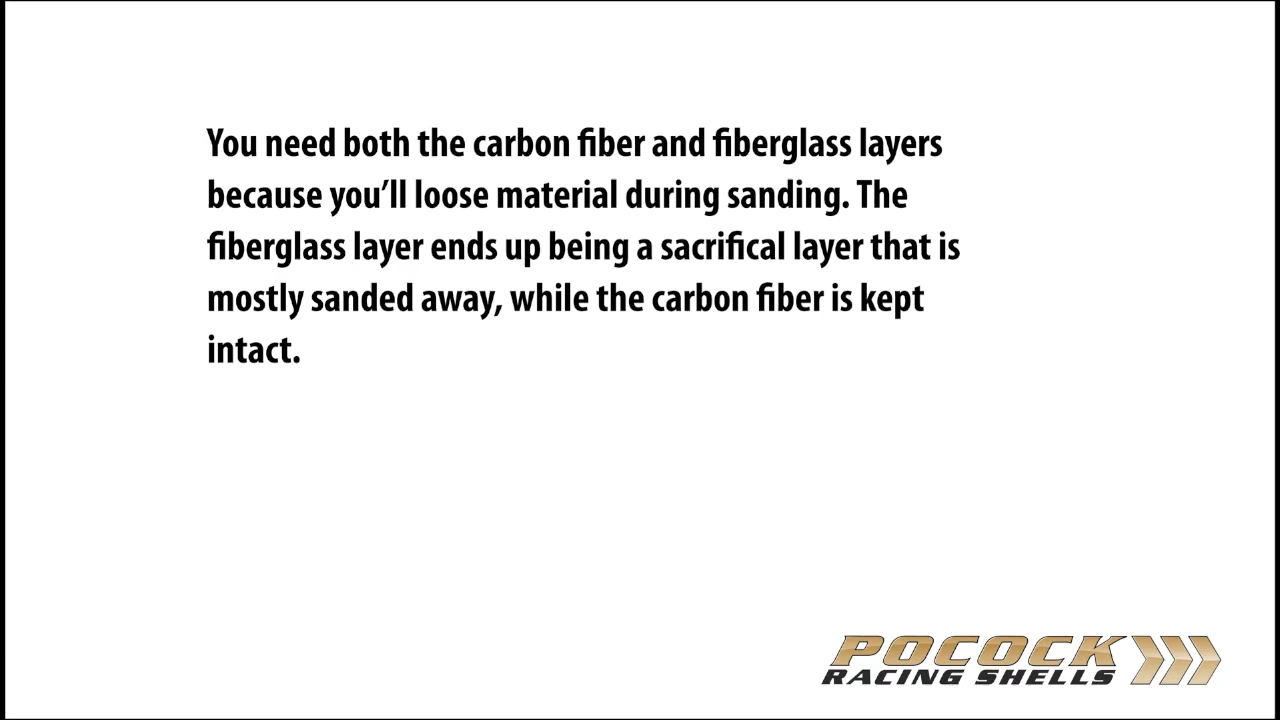 You need both the carbon fiber and fiberglass layers
because you’ll loose material during sanding. The
fiberglass layer ends up being a sacrifical layer that is
mostly sanded away, while the carbon fiber is kept
intact.
POCOCK
RACING SHELLS